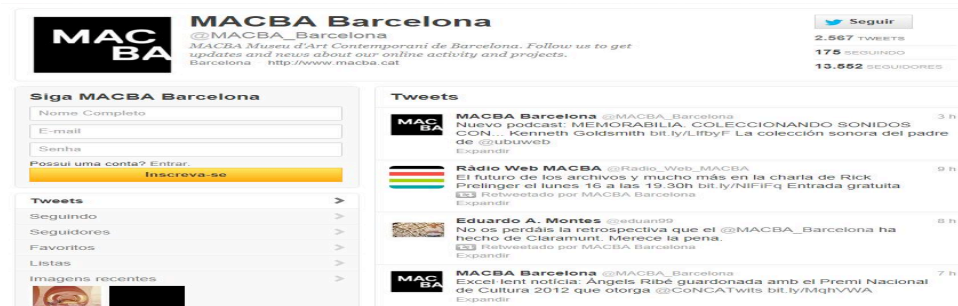 MAC
BA
MACBA Barcelona
@MACBA_Barcelona
MACBA Museu d'Art Contemporani de Barcelona. Follow us to get
updates and news about our online activity and projects.
Barcelona http://www.macba.cat
Seguir
2.567 TWEETS
175 SEGUINDO
13.552 SEGUIDORES
Siga MACBA Barcelona
Nome Completo
E-mail
Senha
Possui uma conta? Entrar.
Inscreva-se
Tweets >
Seguindo >
Seguidores >
Favoritos >
Listas >
Imagens recentes >
Tweets
MAC
BA
MACBA Barcelona @MACBA_Barcelona 3 h
Nuevo podcast: MEMORABILIA. COLECCIONANDO SONIDOS
CON... Kenneth Goldsmith bit.ly/LIfbyF La colección sonora del padre
de @ubuweb
Expandir
Ràdio Web MACBA @Radio_Web_MACBA 9 h
El futuro de los archivos y mucho más en la charla de Rick
Prelinger el lunes 16 a las 19.30h bit.ly/NIFiFq Entrada gratuita
Retweetado por MACBA Barcelona
Expandir
Eduardo A. Montes @eduan99 8 h
No os perdáis la retrospectiva que el @MACBA_Barcelona ha
hecho de Claramunt. Merece la pena.
Retweetado por MACBA Barcelona
Expandir
MAC
BA
MACBA Barcelona @MACBA_Barcelona 7 h
Excel·lent notícia: Àngels Ribé guardonada amb el Premi Nacional
de Cultura 2012 que otorga @CoNCATwits bit.ly/MqhVWA
Expandir